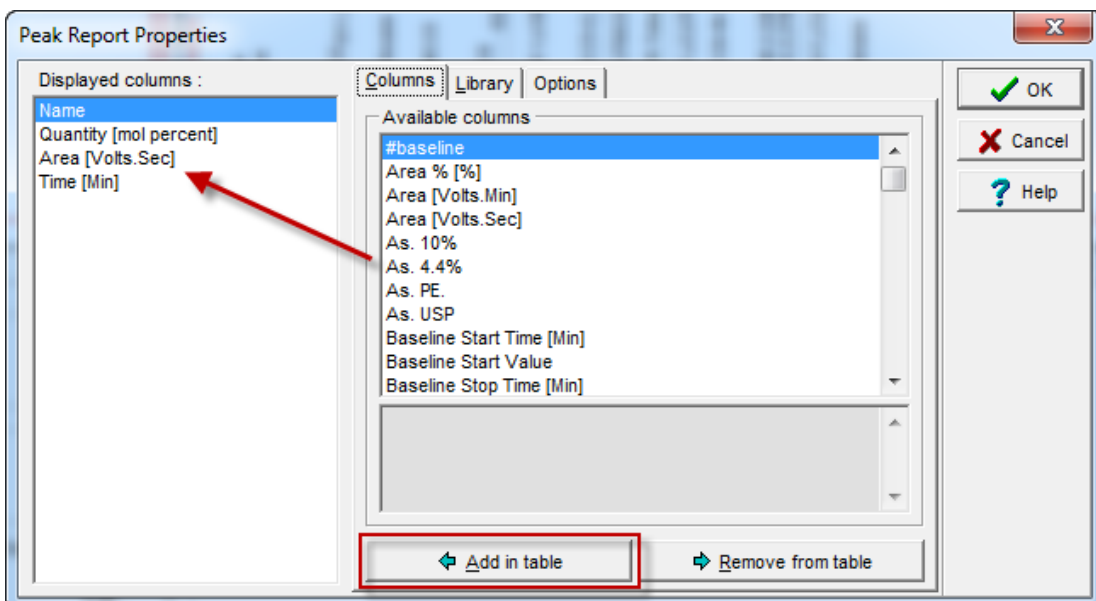 Peak Report Properties
x
Displayed columns :
Name
Quantity [mol percent]
Area [Volts.Sec]
Time [Min]
Columns
Library
Options
Available columns
#baseline
Area % [%]
Area [Volts.Min]
Area [Volts.Sec]
As. 10%
As. 4.4%
As. PE.
As. USP
Baseline Start Time [Min]
Baseline Start Value
Baseline Stop Time [Min]
Add in table
Remove from table
OK
Cancel
? Help